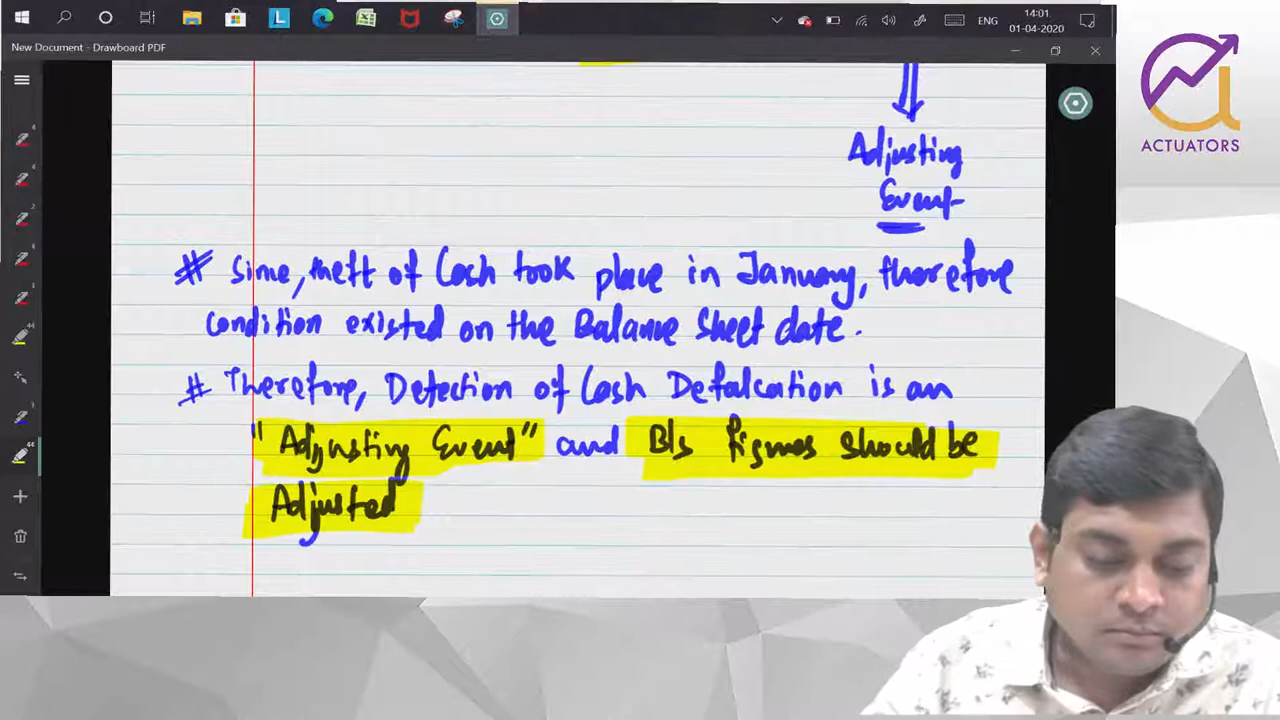 14:01
ENG
01-04-2020
New Document - Drawboard PDF
ACTUATORS
Adjusting
Event
# Sine, theft of Cash took place in January, therefore
condition existed on the Balance Sheet date.
# Therefore, Detection of Cash Defalcation is an
"Adjusting Event" and B/s figures should be
Adjusted